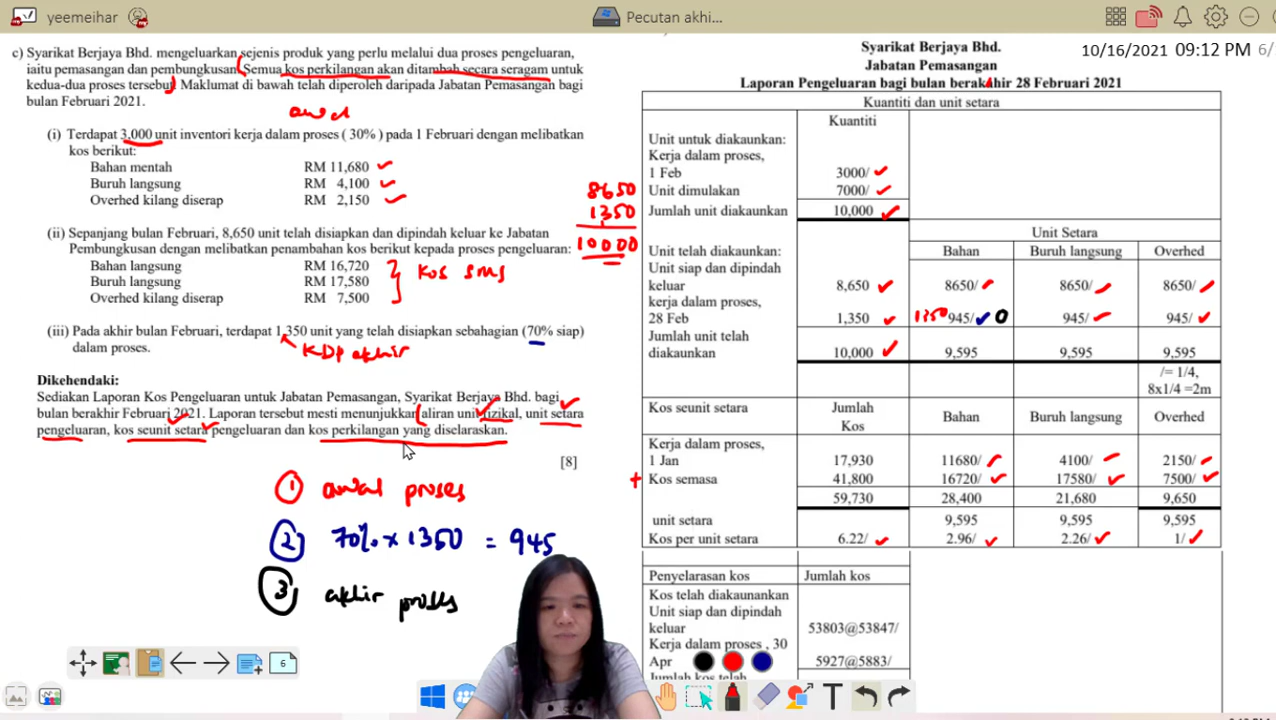 yeemeihar
Pecutan akhi...
10/16/2021 09:12 PM 6/
c) Syarikat Berjaya Bhd. mengeluarkan sejenis produk yang perlu melalui dua proses pengeluaran,
iaitu pemasangan dan pembungkusan. Semua kos perkilangan akan ditambah secara seragam untuk
kedua-dua proses tersebut. Maklumat di bawah telah diperoleh daripada Jabatan Pemasangan bagi
bulan Februari 2021.
awal
(i) Terdapat 3,000 unit inventori kerja dalam proses ( 30%) pada 1 Februari dengan melibatkan
kos berikut:
Bahan mentah RM 11,680
Buruh langsung RM 4,100
Overhed kilang diserap RM 2,150
(ii) Sepanjang bulan Februari, 8,650 unit telah disiapkan dan dipindah keluar ke Jabatan
Pembungkusan dengan melibatkan penambahan kos berikut kepada proses pengeluaran:
Bahan langsung RM 16,720
Buruh langsung RM 17,580
Overhed kilang diserap RM 7,500
kos sms
(iii) Pada akhir bulan Februari, terdapat 1,350 unit yang telah disiapkan sebahagian (70% siap)
dalam proses.
KDP akhir
Dikehendaki:
Sediakan Laporan Kos Pengeluaran untuk Jabatan Pemasangan, Syarikat Berjaya Bhd. bagi
bulan berakhir Februari 2021. Laporan tersebut mesti menunjukkan aliran unit fizikal, unit setara
pengeluaran, kos seunit setara pengeluaran dan kos perkilangan yang diselaraskan.
[8]
1 awal proses
2 70% x 1350 = 945
3 akhir proses
8650
1350
10000
Syarikat Berjaya Bhd.
Jabatan Pemasangan
Laporan Pengeluaran bagi bulan berakhir 28 Februari 2021
Kuantiti dan unit setara
Kuantiti
Unit untuk diakaunkan:
Kerja dalam proses,
1 Feb 3000/
Unit dimulakan 7000/
Jumlah unit diakaunkan 10,000
Unit Setara
Unit telah diakaunkan: Bahan Buruh langsung Overhed
Unit siap dan dipindah
keluar 8,650 8650/ 8650/ 8650/
kerja dalam proses,
28 Feb 1,350 1350 945/ 0 945/ 945/
Jumlah unit telah
diakaunkan 10,000 9,595 9,595 9,595
/= 1/4,
8x1/4 =2m
Kos seunit setara Jumlah Kos Bahan Buruh langsung Overhed
Kerja dalam proses,
1 Jan 17,930 11680/ 4100/ 2150/
+ Kos semasa 41,800 16720/ 17580/ 7500/
59,730 28,400 21,680 9,650
unit setara 9,595 9,595 9,595
Kos per unit setara 6.22/ 2.96/ 2.26/ 1/
Penyelarasan kos Jumlah kos
Kos telah diakaunankan
Unit siap dan dipindah
keluar 53803@53847/
Kerja dalam proses , 30
Apr 5927@5883/
Jumlah kos telah
6
T